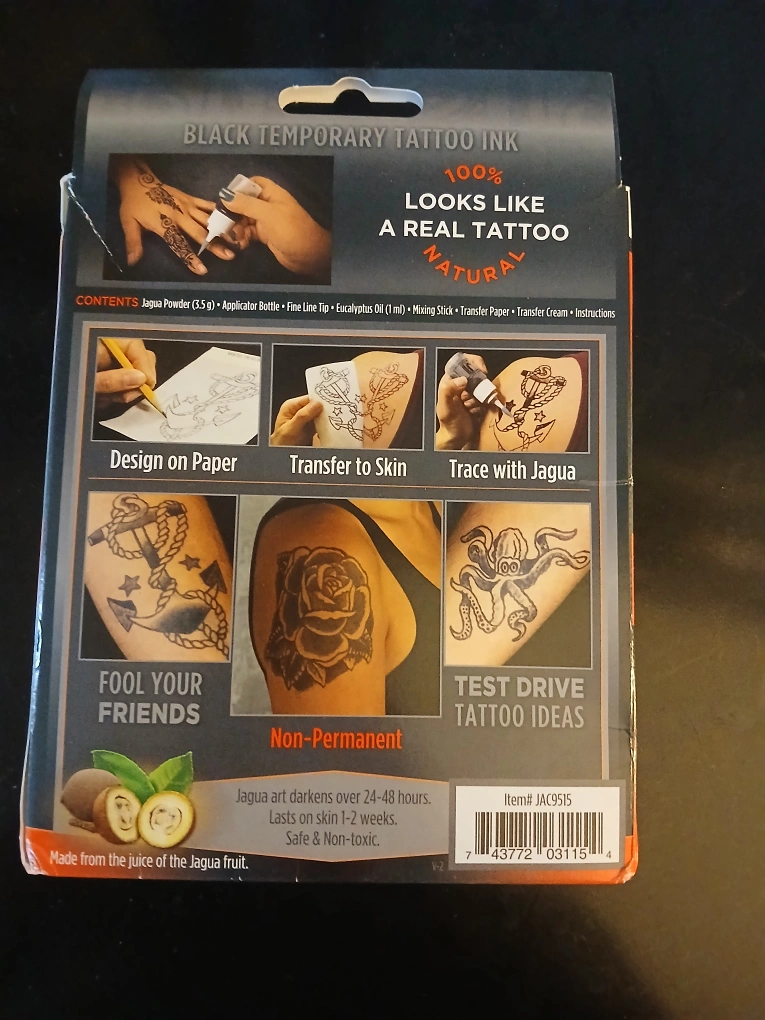 BLACK TEMPORARY TATTOO INK
100%
LOOKS LIKE
A REAL TATTOO
NATURAL
CONTENTS Jagua Powder (3.5 g) • Applicator Bottle • Fine Line Tip • Eucalyptus Oil (1 ml) • Mixing Stick • Transfer Paper • Transfer Cream • Instructions
Design on Paper
Transfer to Skin
Trace with Jagua
FOOL YOUR
FRIENDS
Non-Permanent
TEST DRIVE
TATTOO IDEAS
Jagua art darkens over 24-48 hours.
Lasts on skin 1-2 weeks.
Safe & Non-toxic.
Made from the juice of the Jagua fruit.
V-2
Item# JAC9515
7 43772 03115 4